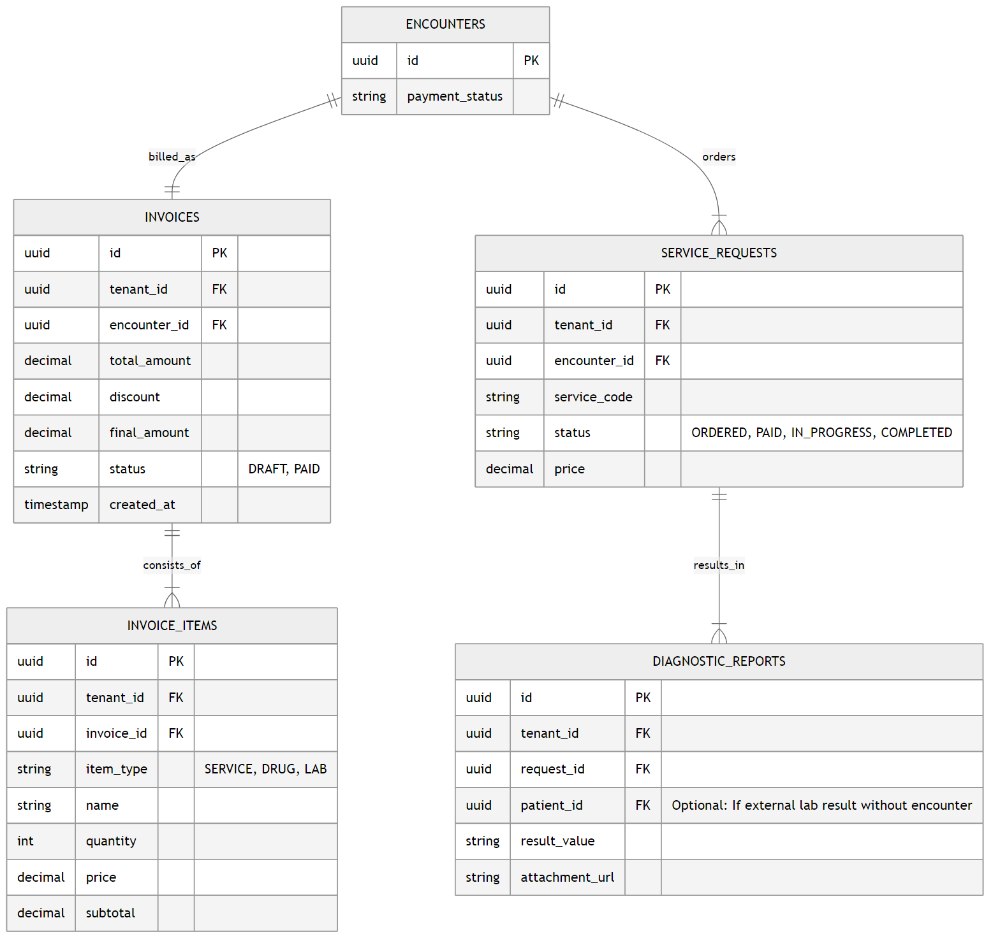 ENCOUNTERS
uuid id PK
string payment_status
billed_as
orders
INVOICES
uuid id PK
uuid tenant_id FK
uuid encounter_id FK
decimal total_amount
decimal discount
decimal final_amount
string status DRAFT, PAID
timestamp created_at
SERVICE_REQUESTS
uuid id PK
uuid tenant_id FK
uuid encounter_id FK
string service_code
string status ORDERED, PAID, IN_PROGRESS, COMPLETED
decimal price
consists_of
results_in
INVOICE_ITEMS
uuid id PK
uuid tenant_id FK
uuid invoice_id FK
string item_type SERVICE, DRUG, LAB
string name
int quantity
decimal price
decimal subtotal
DIAGNOSTIC_REPORTS
uuid id PK
uuid tenant_id FK
uuid request_id FK
uuid patient_id FK Optional: If external lab result without encounter
string result_value
string attachment_url